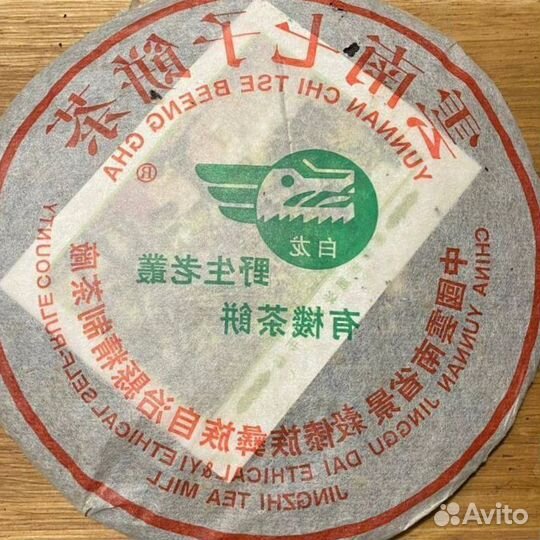 雲南七子餅茶
YUNNAN CHI TSE BEENG GHA
®
白龙
野生老叢
有機茶餅
中國雲南省景穀傣族彝族自治縣精制茶廠
CHINA YUNNAN JINGGU DAI ETHICAL & YI ETHICAL SELF-RULE COUNTY
JINGZHI TEA MILL
Avito